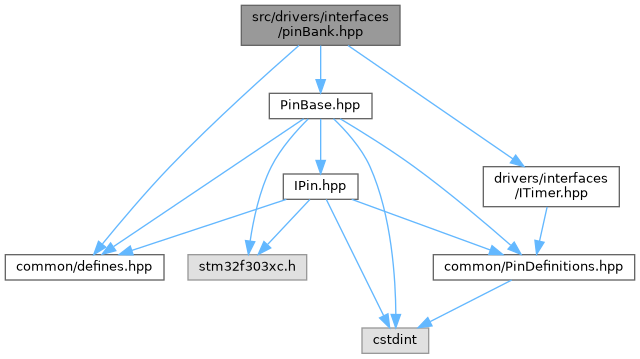 src/drivers/interfaces
/pinBank.hpp
PinBase.hpp
IPin.hpp
drivers/interfaces
/ITimer.hpp
common/defines.hpp
stm32f303xc.h
common/PinDefinitions.hpp
cstdint